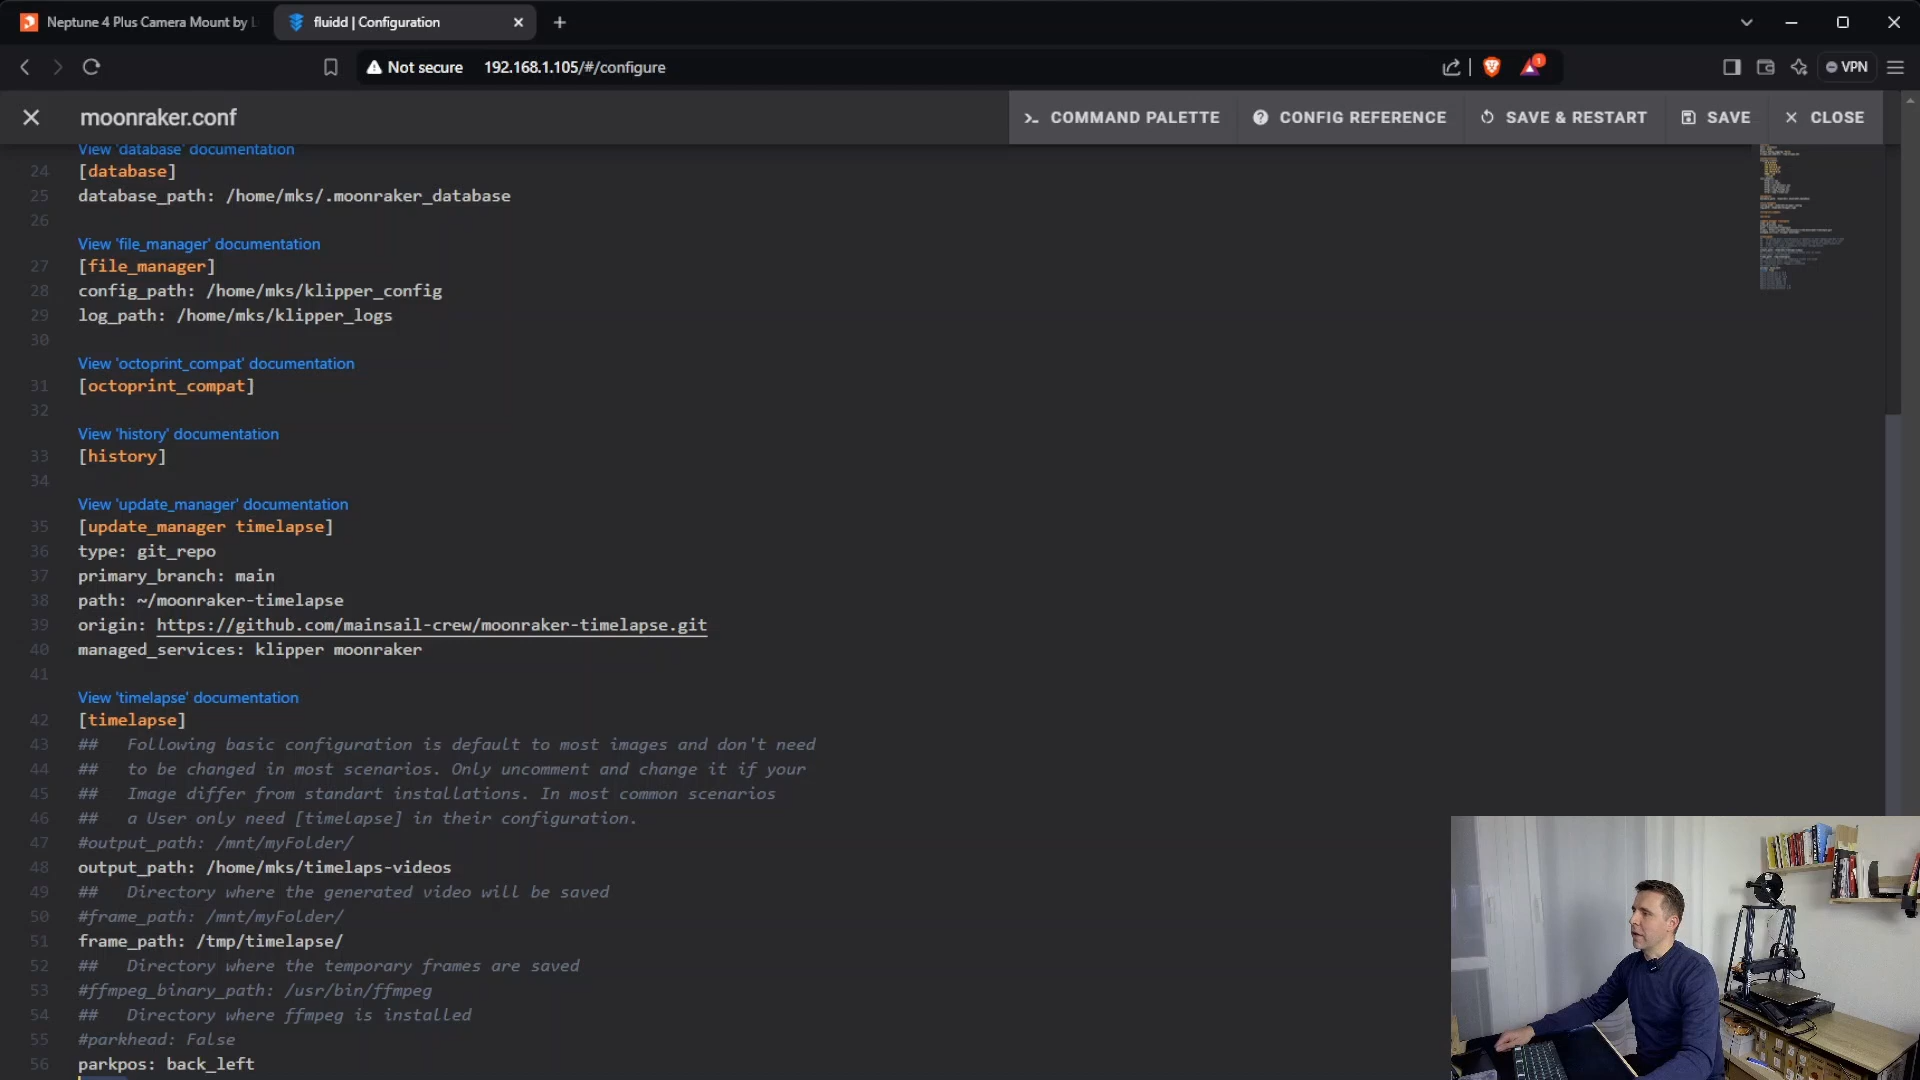 Neptune 4 Plus Camera Mount by
fluidd | Configuration
Not secure 192.168.1.105/#/configure
1
VPN
moonraker.conf
COMMAND PALETTE
CONFIG REFERENCE
SAVE & RESTART
SAVE
CLOSE
View 'database' documentation
24 [database]
25 database_path: /home/mks/.moonraker_database
26
View 'file_manager' documentation
27 [file_manager]
28 config_path: /home/mks/klipper_config
29 log_path: /home/mks/klipper_logs
30
View 'octoprint_compat' documentation
31 [octoprint_compat]
32
View 'history' documentation
33 [history]
34
View 'update_manager' documentation
35 [update_manager timelapse]
36 type: git_repo
37 primary_branch: main
38 path: ~/moonraker-timelapse
39 origin: https://github.com/mainsail-crew/moonraker-timelapse.git
40 managed_services: klipper moonraker
41
View 'timelapse' documentation
42 [timelapse]
43 ##   Following basic configuration is default to most images and don't need
44 ##   to be changed in most scenarios. Only uncomment and change it if your
45 ##   Image differ from standart installations. In most common scenarios
46 ##   a User only need [timelapse] in their configuration.
47 #output_path: /mnt/myFolder/
48 output_path: /home/mks/timelaps-videos
49 ##   Directory where the generated video will be saved
50 #frame_path: /mnt/myFolder/
51 frame_path: /tmp/timelapse/
52 ##   Directory where the temporary frames are saved
53 #ffmpeg_binary_path: /usr/bin/ffmpeg
54 ##   Directory where ffmpeg is installed
55 #parkhead: False
56 parkpos: back_left